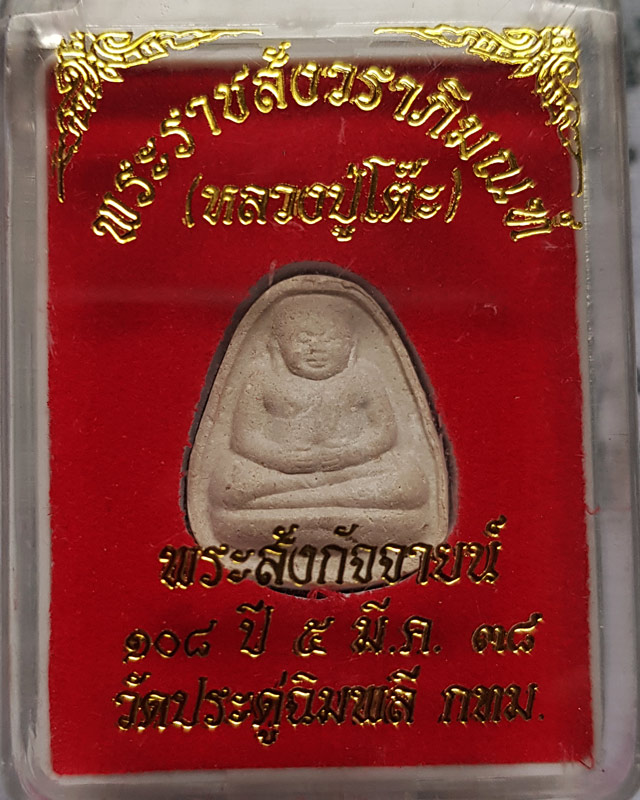 พระราชสังวราภิมณฑ์
(หลวงปู่โต๊ะ)
พระสังกัจจายน์
๑๐๘ ปี ๕ มี.ค. ๓๘
วัดประดู่ฉิมพลี กทม.